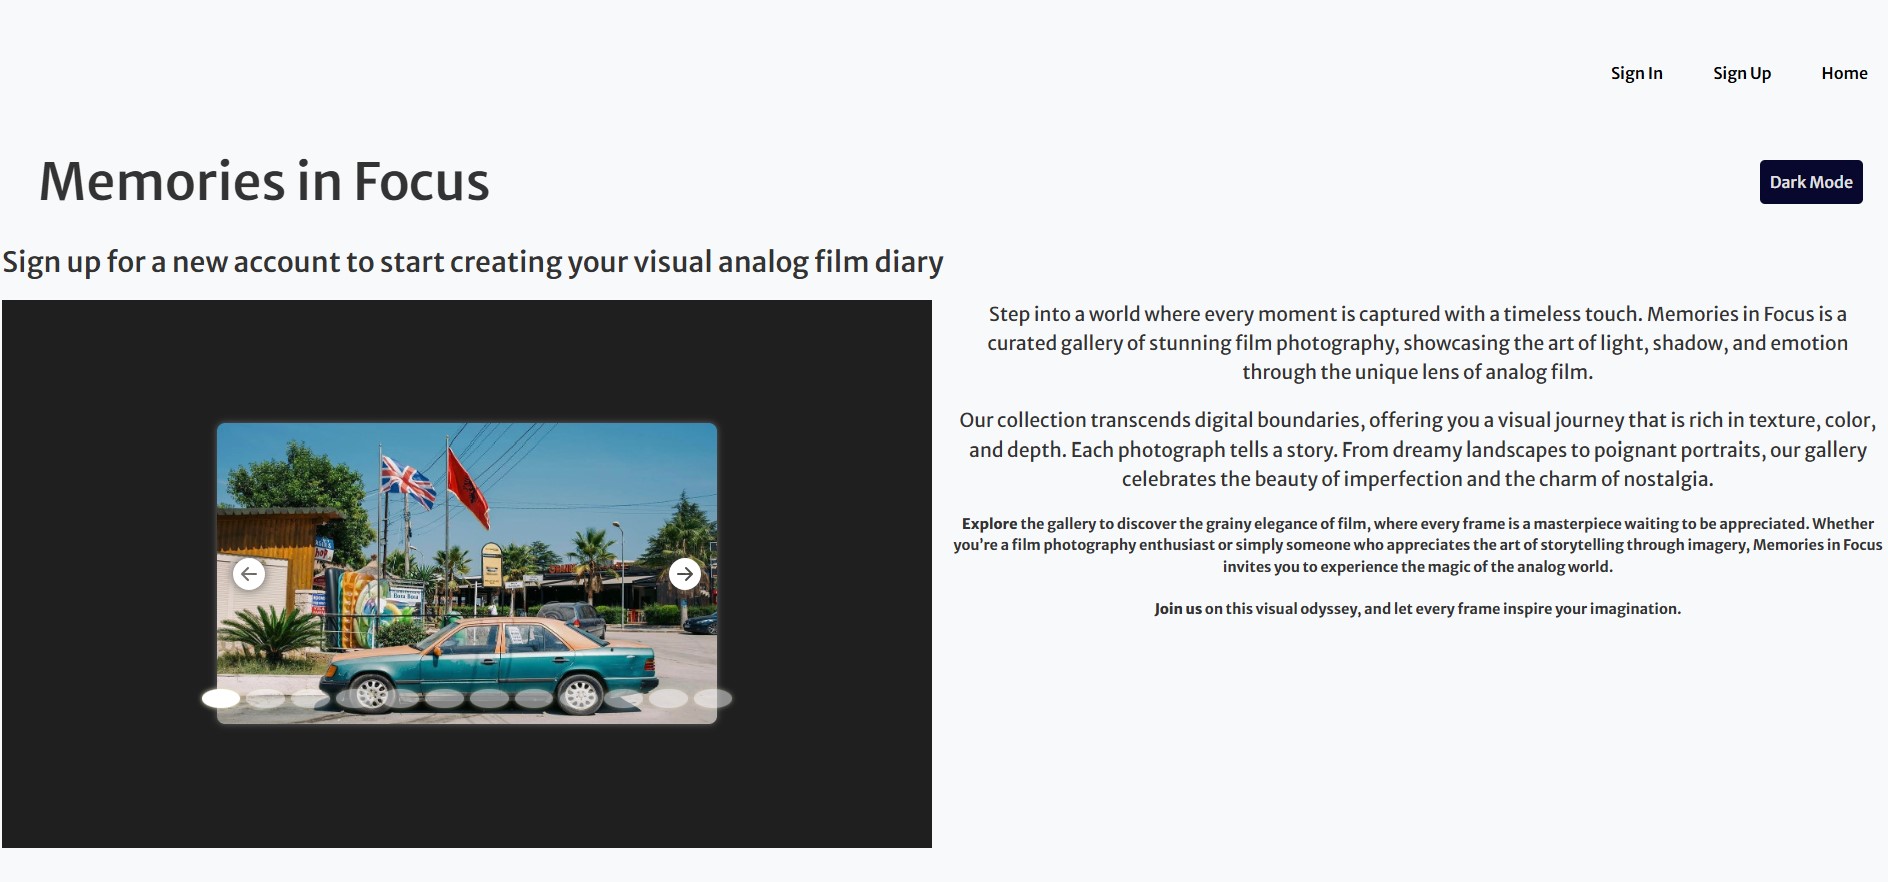 Sign In
Sign Up
Home
Memories in Focus
Dark Mode
Sign up for a new account to start creating your visual analog film diary
Step into a world where every moment is captured with a timeless touch. Memories in Focus is a
curated gallery of stunning film photography, showcasing the art of light, shadow, and emotion
through the unique lens of analog film.
Our collection transcends digital boundaries, offering you a visual journey that is rich in texture, color,
and depth. Each photograph tells a story. From dreamy landscapes to poignant portraits, our gallery
celebrates the beauty of imperfection and the charm of nostalgia.
Explore the gallery to discover the grainy elegance of film, where every frame is a masterpiece waiting to be appreciated. Whether
you're a film photography enthusiast or simply someone who appreciates the art of storytelling through imagery, Memories in Focus
invites you to experience the magic of the analog world.
Join us on this visual odyssey, and let every frame inspire your imagination.